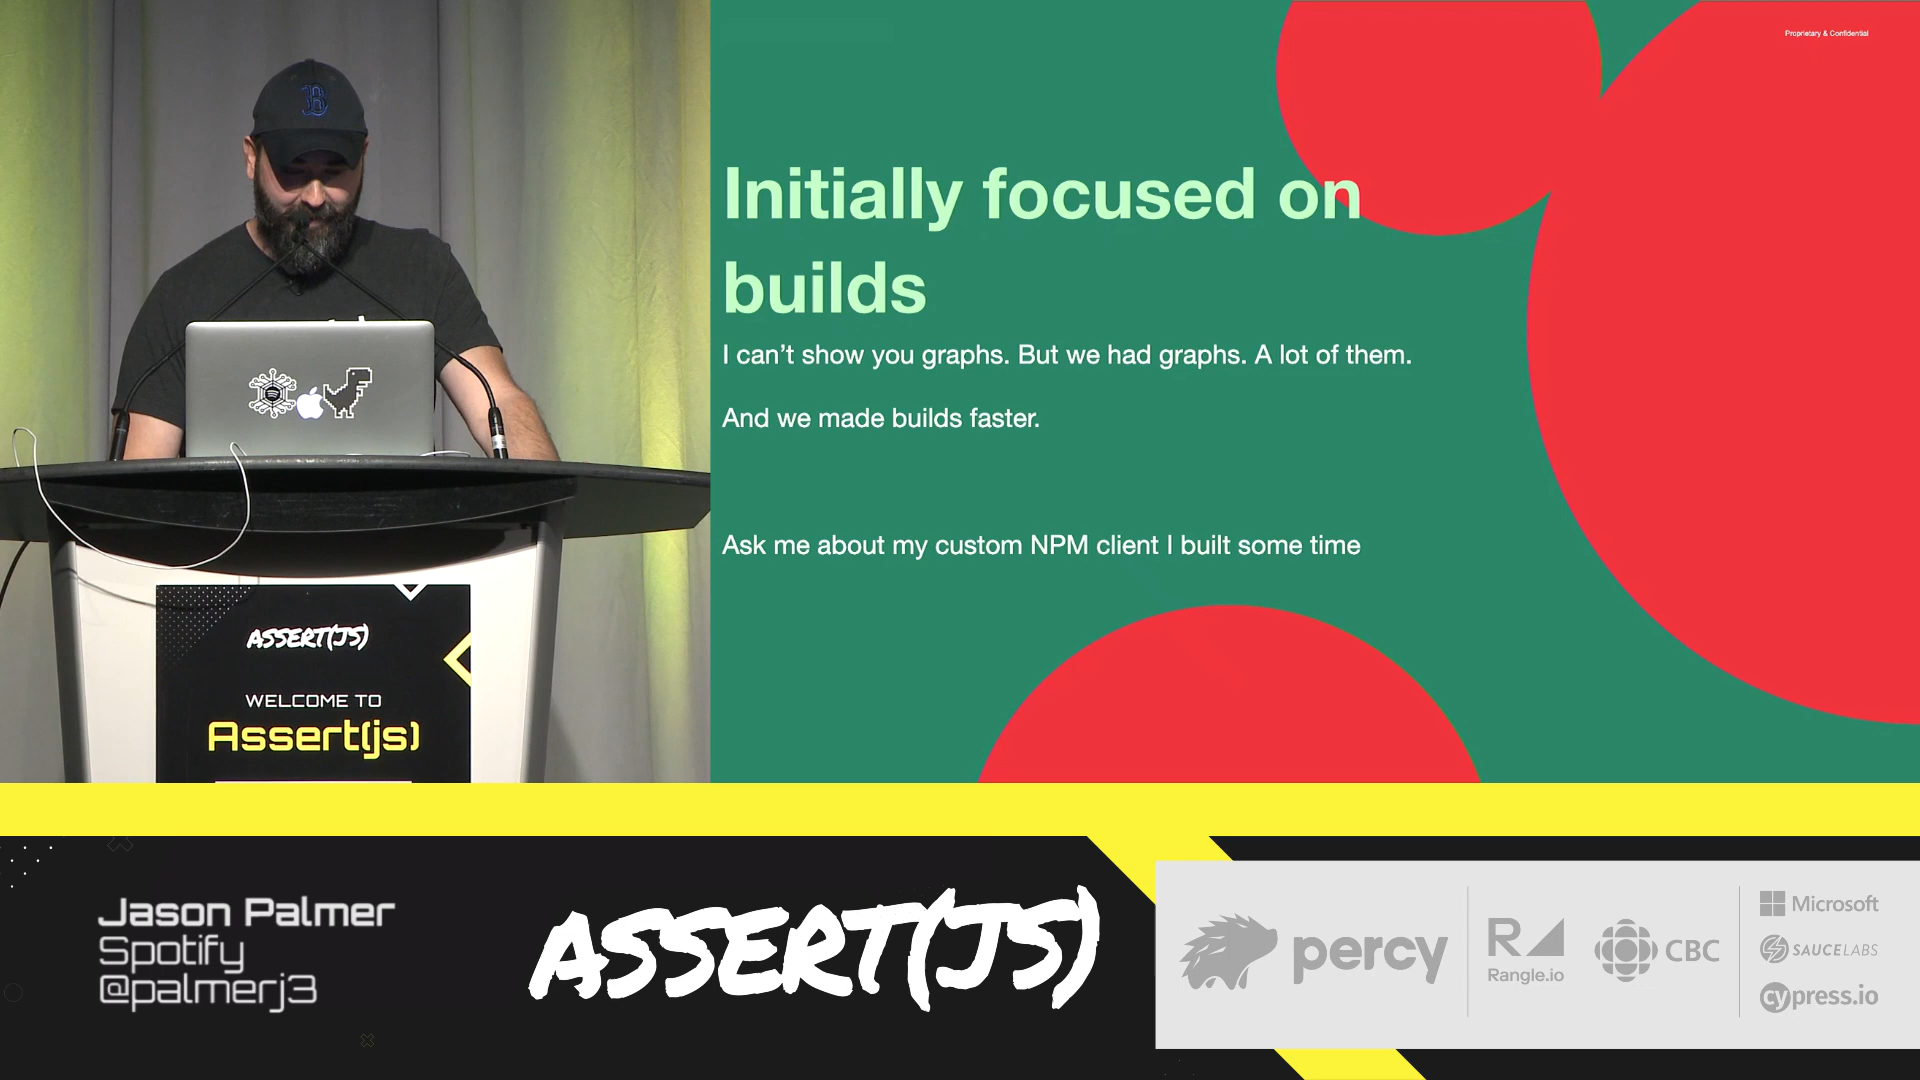 Proprietary & Confidential
Initially focused on
builds
I can’t show you graphs. But we had graphs. A lot of them.
And we made builds faster.
Ask me about my custom NPM client I built some time
B
ASSERT(JS)
WELCOME TO
Assert(js)
Jason Palmer
Spotify
@palmerj3
ASSERT(JS)
percy
R
Rangle.io
CBC
Microsoft
SAUCELABS
cypress.io